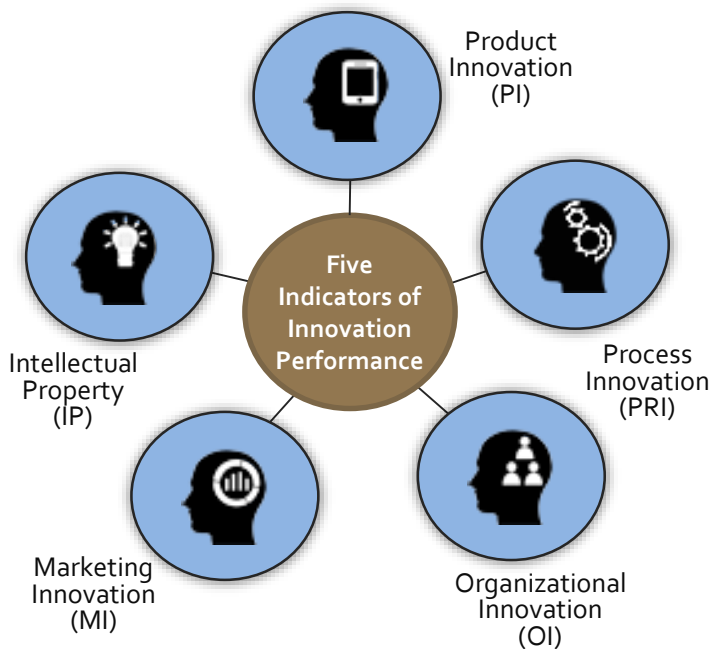 Product
Innovation
(PI)
Five
Indicators of
Innovation
Performance
Process
Innovation
(PRI)
Organizational
Innovation
(OI)
Marketing
Innovation
(MI)
Intellectual
Property
(IP)